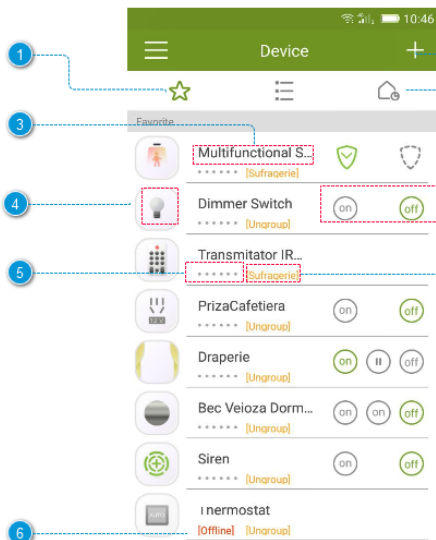 10:46
Device
1
Favorite
3
Multifunctional S...
[Sufragerie]
4
Dimmer Switch
on off
[Ungroup]
Transmitator IR...
5
[Sufragerie]
PrizaCafetiera
on off
[Ungroup]
Draperie
on off
[Ungroup]
Bec Veioza Dorm...
on on off
[Ungroup]
Siren
on off
[Ungroup]
AUTO
nermostat
6
[Offline] [Ungroup]